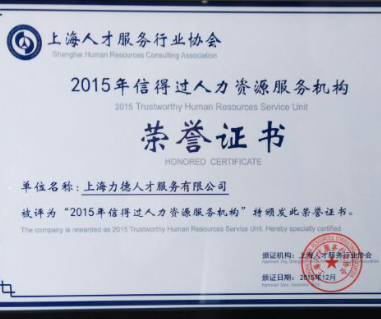 上海人才服务行业协会
Shanghai Human Resources Consulting Association
2015年信得过人力资源服务机构
2015 Trustworthy Human Resources Service Unit
荣誉证书
HONORED CERTIFICATE
单位名称:上海力德人才服务有限公司
被评为“2015年信得过人力资源服务机构”特颁发此荣誉证书。
The company is rewarded as 2015 Trustworthy Human Resources Service Unit. Hereby specially certified.
颁证机构:上海人才服务行业协会
颁证日期:2015年12月